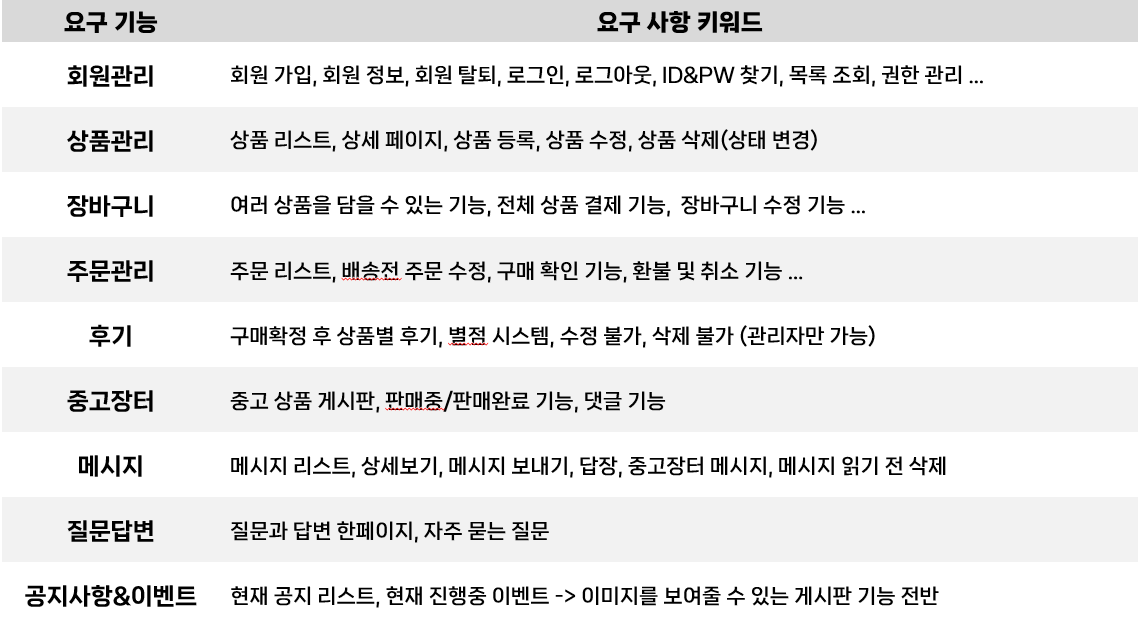 요구 기능 요구 사항 키워드
회원관리 회원 가입, 회원 정보, 회원 탈퇴, 로그인, 로그아웃, ID&PW 찾기, 목록 조회, 권한 관리 ...
상품관리 상품 리스트, 상세 페이지, 상품 등록, 상품 수정, 상품 삭제(상태 변경)
장바구니 여러 상품을 담을 수 있는 기능, 전체 상품 결제 기능, 장바구니 수정 기능 ...
주문관리 주문 리스트, 배송전 주문 수정, 구매 확인 기능, 환불 및 취소 기능 ...
후기 구매확정 후 상품별 후기, 별점 시스템, 수정 불가, 삭제 불가 (관리자만 가능)
중고장터 중고 상품 게시판, 판매중/판매완료 기능, 댓글 기능
메시지 메시지 리스트, 상세보기, 메시지 보내기, 답장, 중고장터 메시지, 메시지 읽기 전 삭제
질문답변 질문과 답변 한페이지, 자주 묻는 질문
공지사항&이벤트 현재 공지 리스트, 현재 진행중 이벤트 -> 이미지를 보여줄 수 있는 게시판 기능 전반